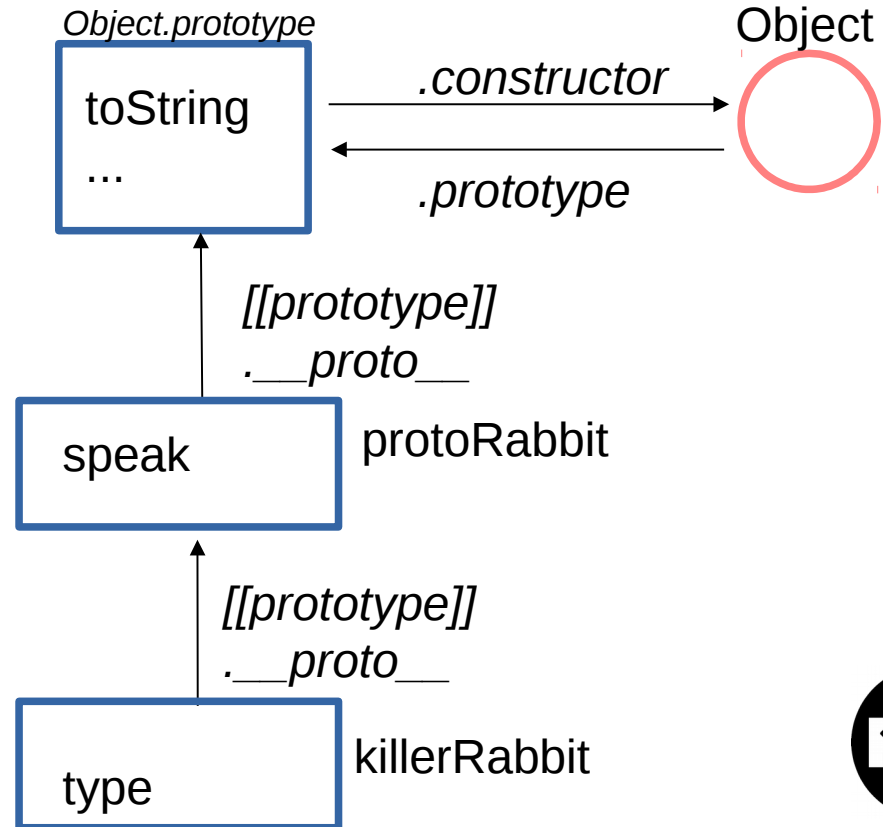 Object.prototype
Object
toString
...
.constructor
.prototype
[[prototype]]
.__proto__
speak
protoRabbit
[[prototype]]
.__proto__
type
killerRabbit